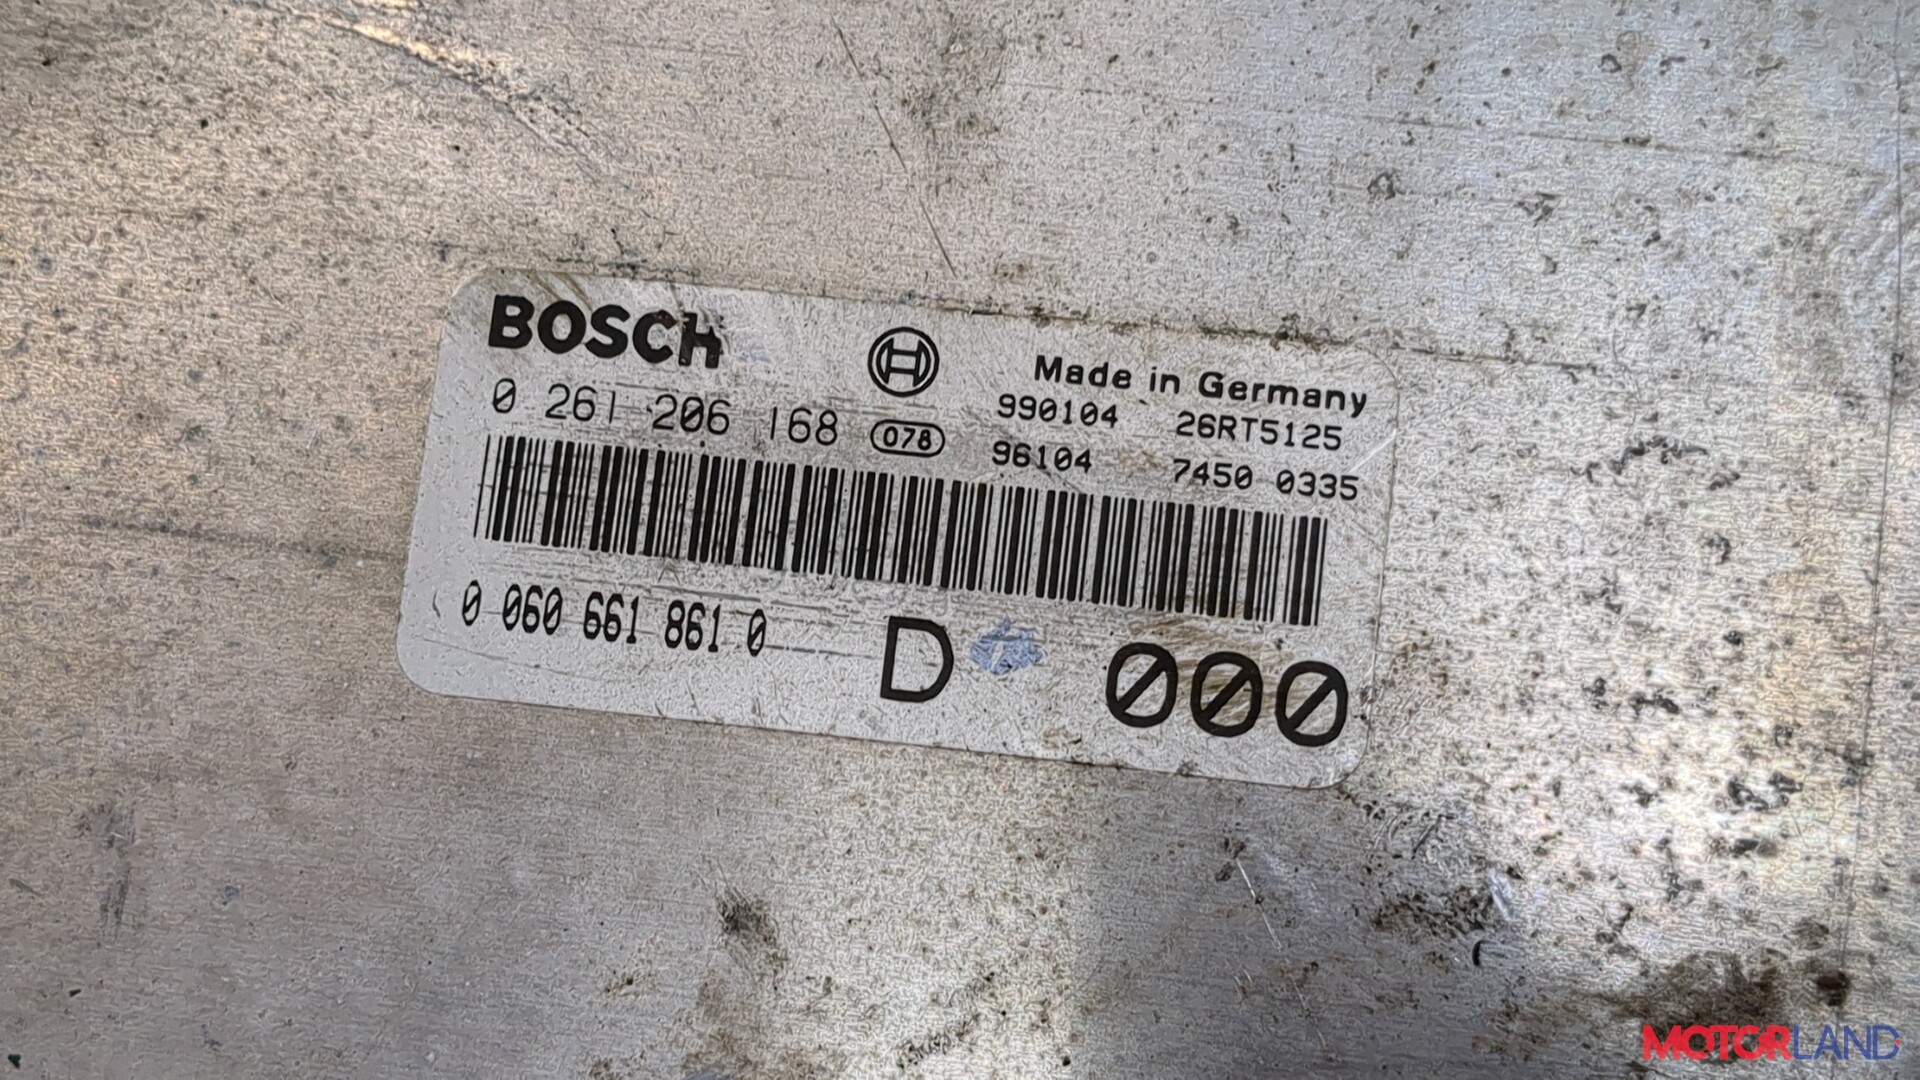 BOSCH
Made in Germany
0 261 206 168 078 990104 26RT5125
96104 7450 0335
0 060 661 861 0 D 000
MOTORLAND